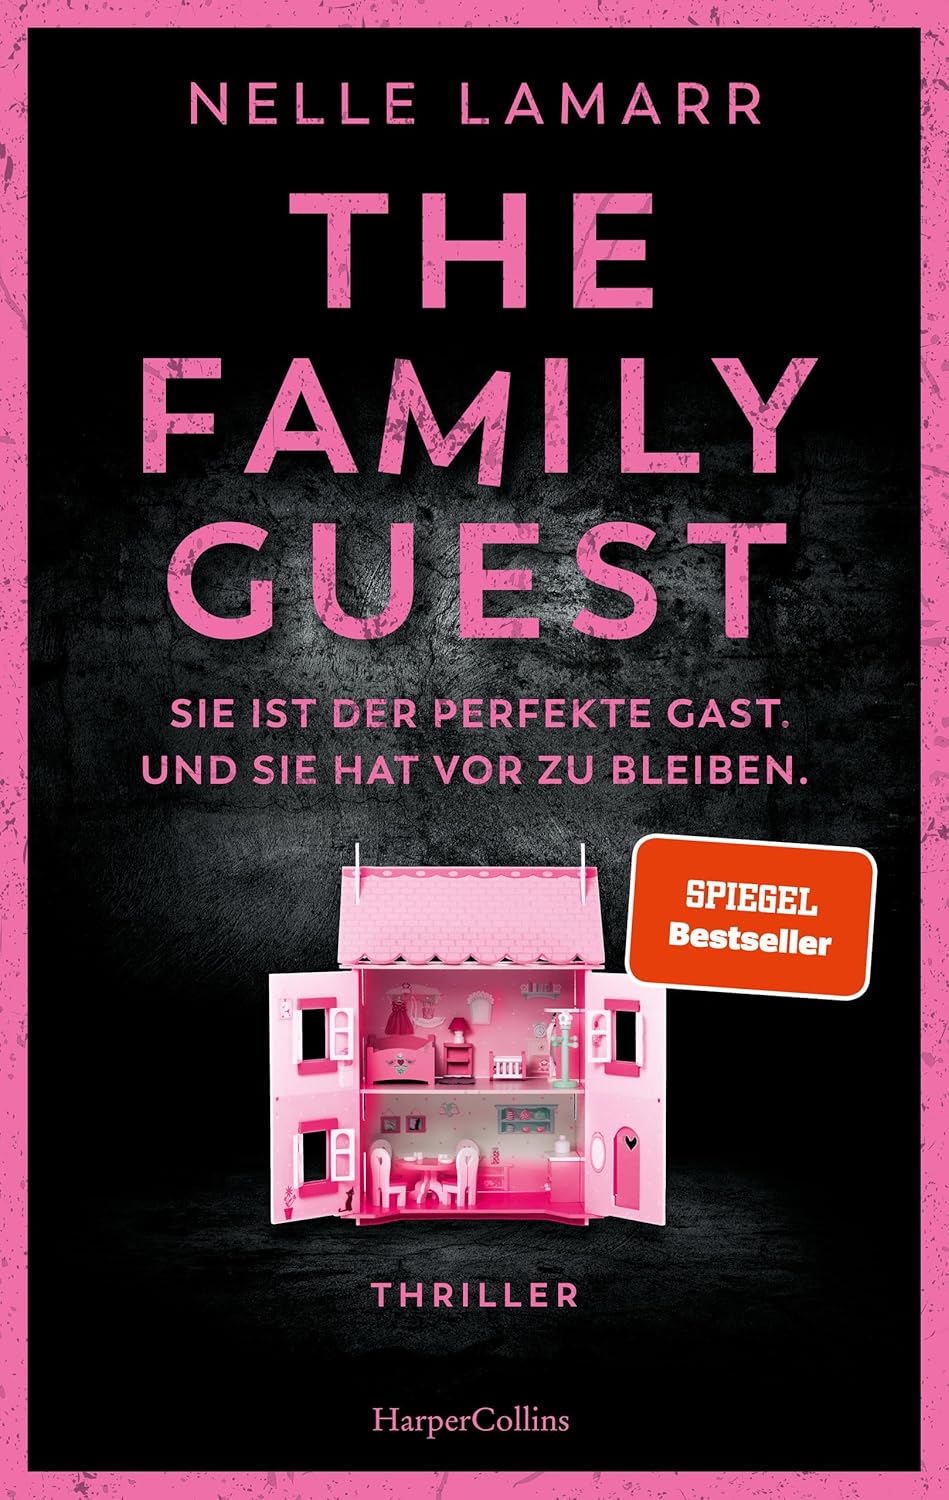 NELLE LAMARR
THE
FAMILY
GUEST
SIE IST DER PERFEKTE GAST.
UND SIE HAT VOR ZU BLEIBEN.
SPIEGEL
Bestseller
THRILLER
HarperCollins